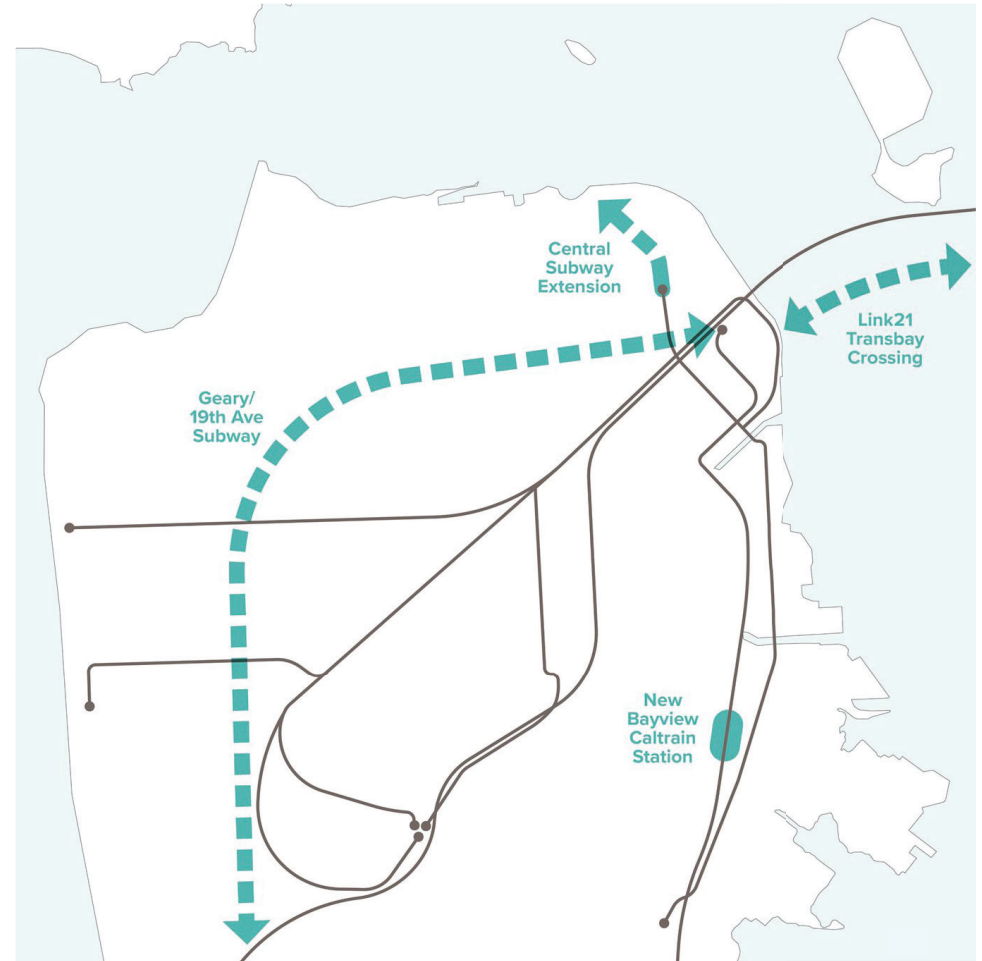 Central
Subway
Extension
Link21
Transbay
Crossing
Geary/
19th Ave
Subway
New
Bayview
Caltrain
Station